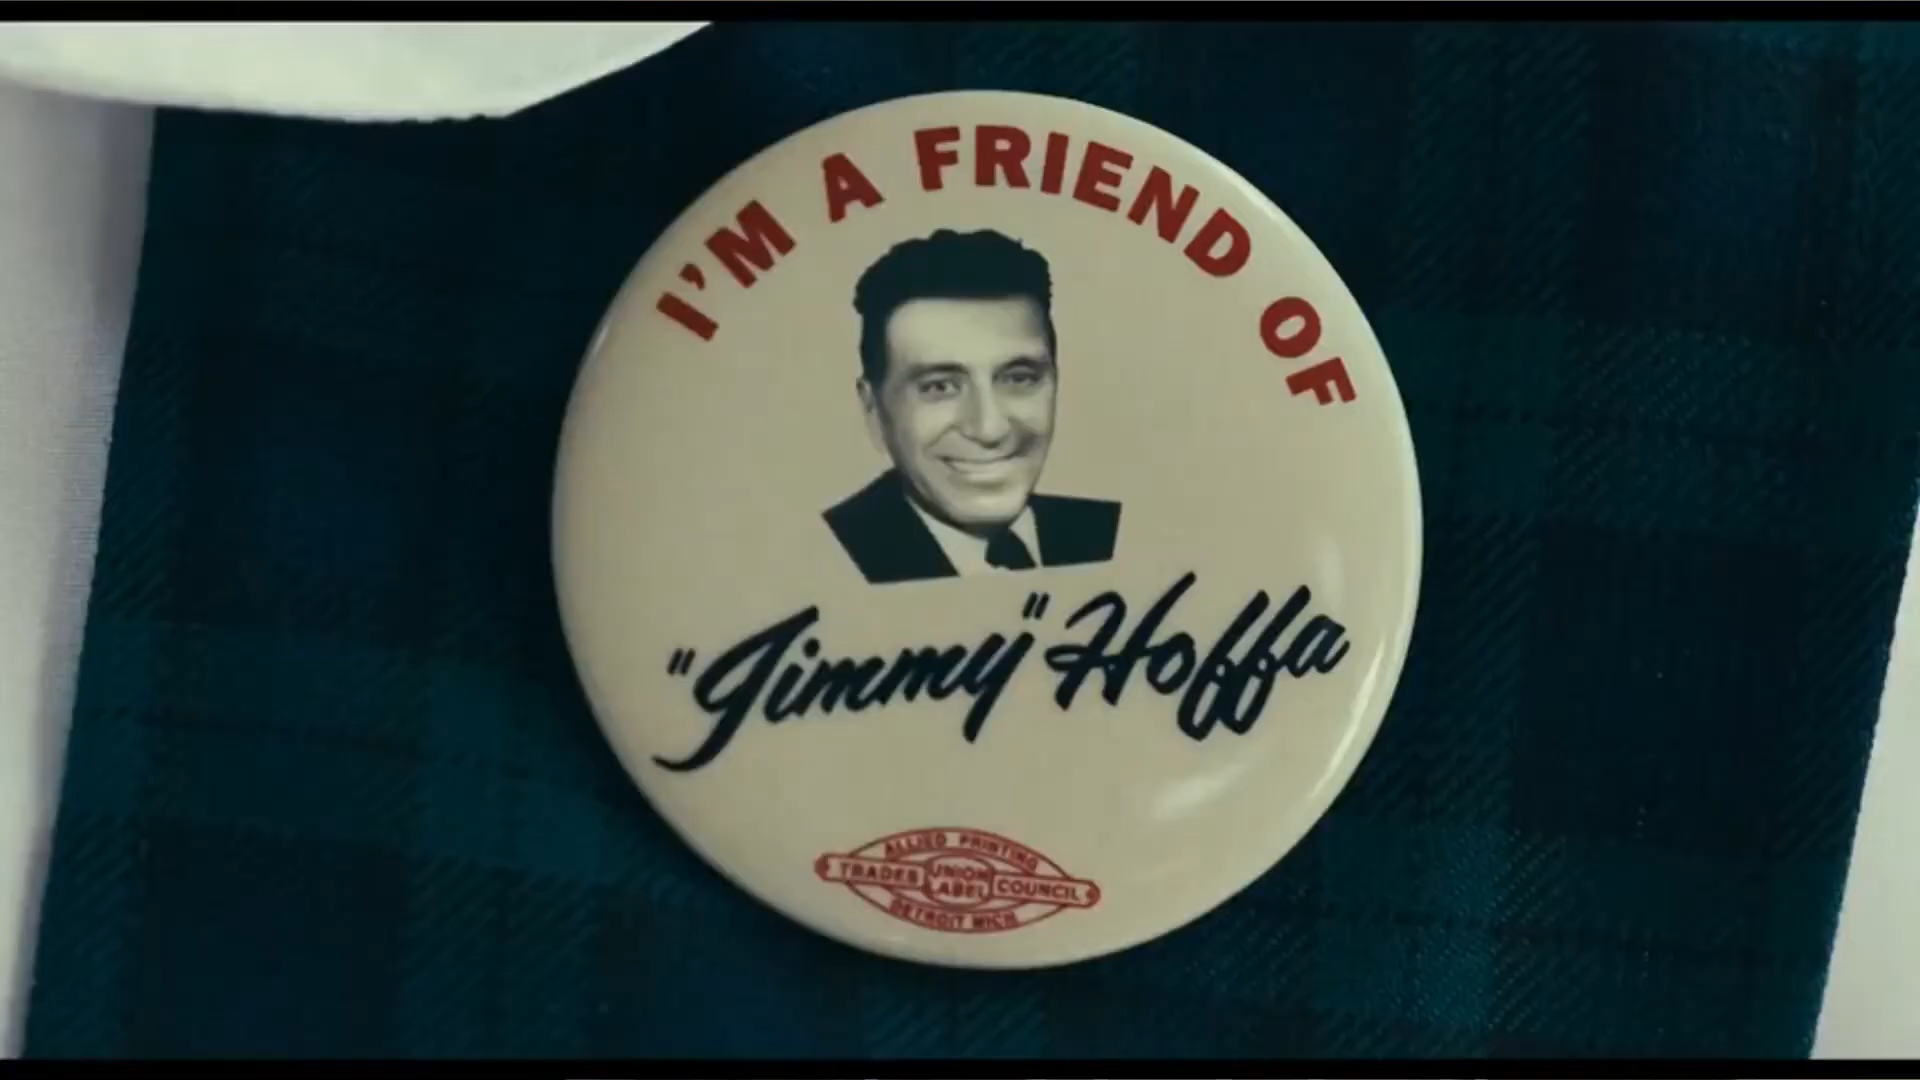 I'M A FRIEND OF
"Jimmy" Hoffa
ALLIED PRINTING
TRADES UNION LABEL COUNCIL
DETROIT MICH